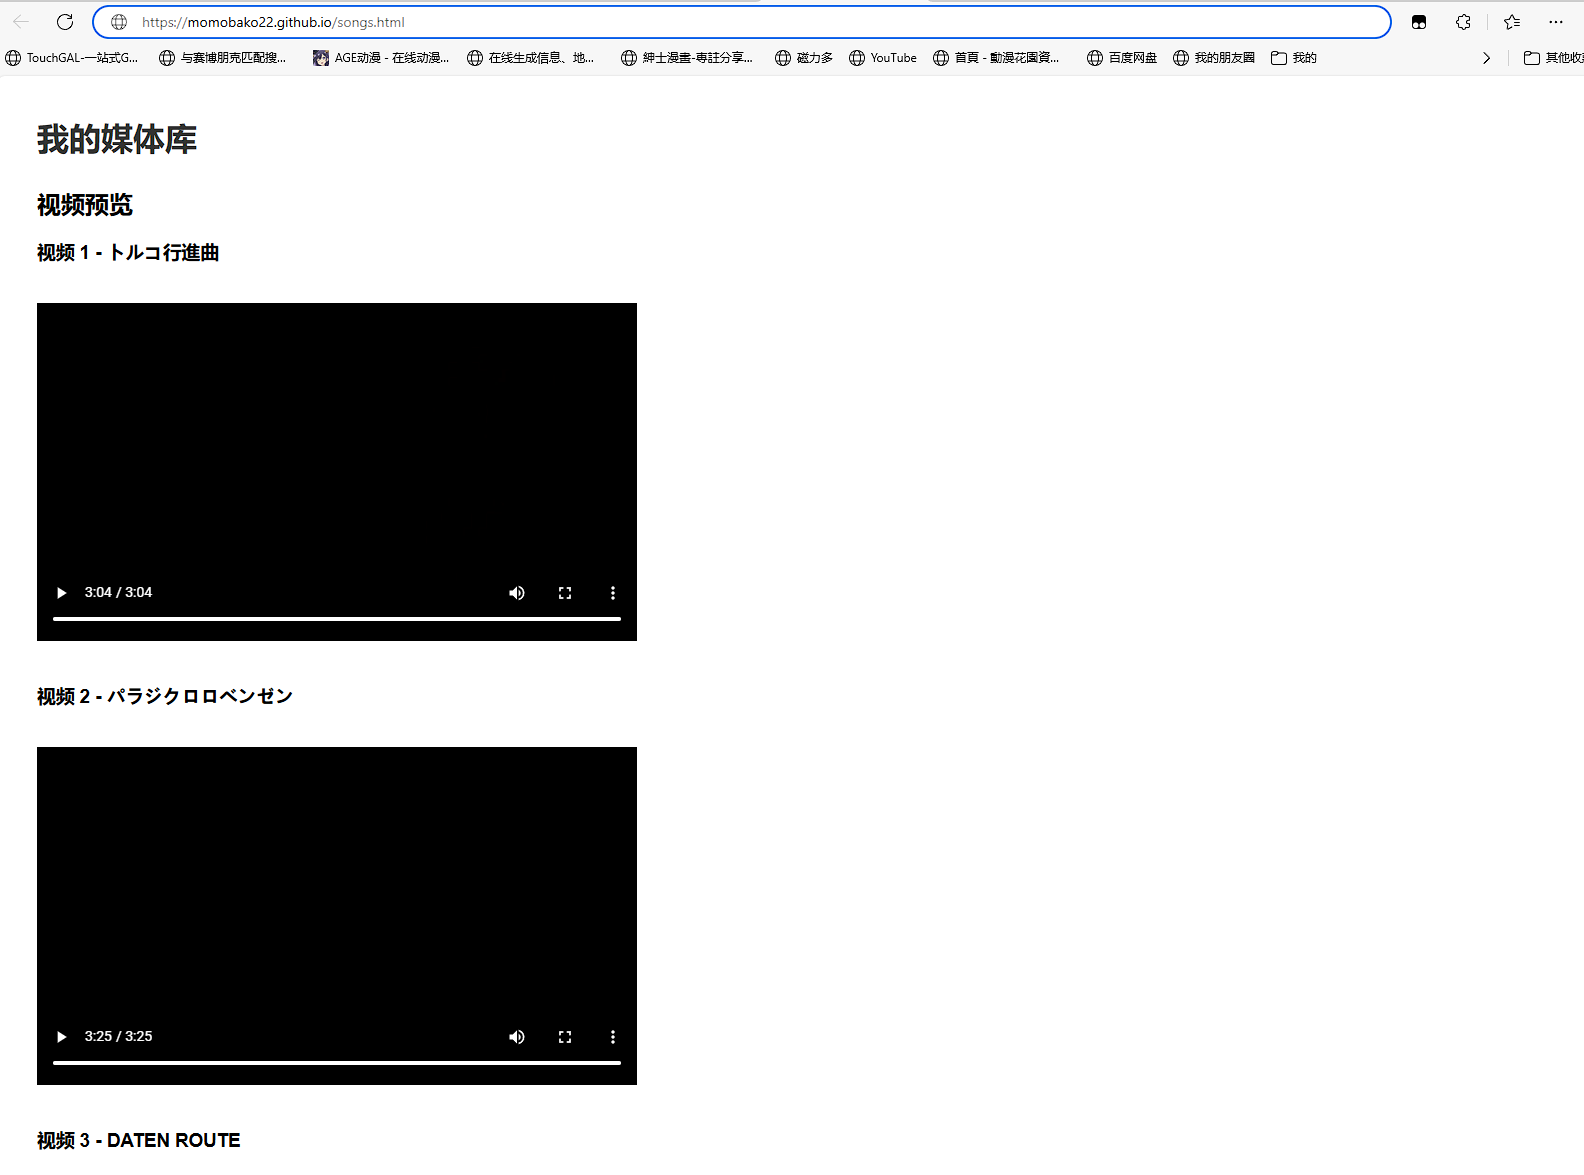 https://momobako22.github.io/songs.html
TouchGAL-一站式G... 与赛博朋克匹配搜... AGE动漫 - 在线动漫... 在线生成信息、地... 紳士漫畫-專註分享... 磁力多 YouTube 首頁 - 動漫花園資... 百度网盘 我的朋友圈 我的 其他收
我的媒体库
视频预览
视频 1 - トルコ行進曲
3:04 / 3:04
视频 2 - パラジクロロベンゼン
3:25 / 3:25
视频 3 - DATEN ROUTE